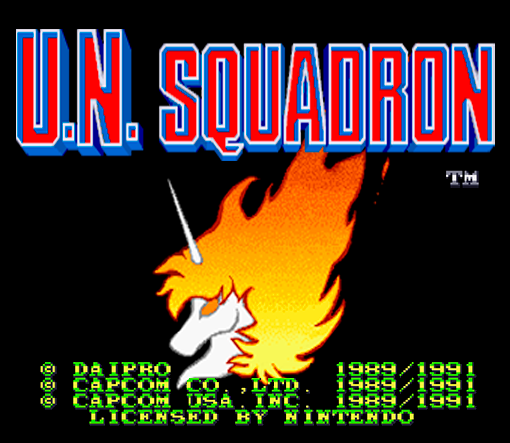 U.N. SQUADRON
TM
© DAIPRO 1989/1991
© CAPCOM CO.,LTD. 1989/1991
© CAPCOM USA.INC. 1989/1991
LICENSED BY NINTENDO